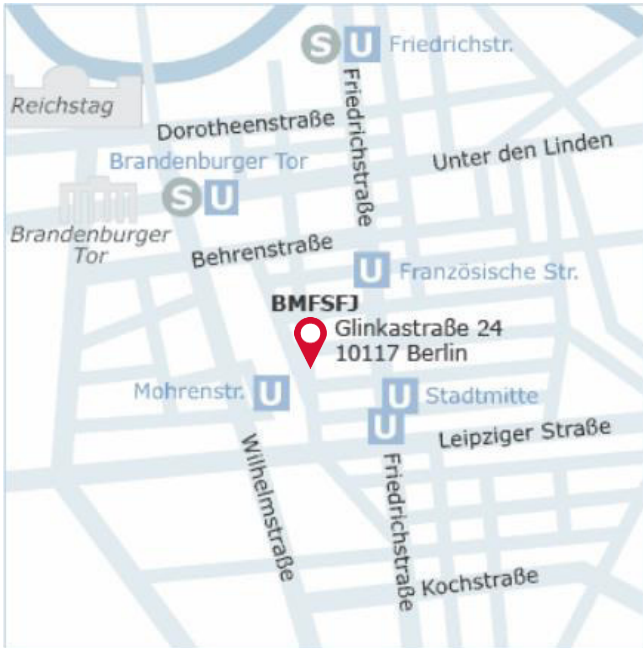 S U Friedrichstr.
Reichstag
Friedrichstraße
Dorotheenstraße
Unter den Linden
Brandenburger Tor
S U
Brandenburger
Tor
Behrenstraße
U Französische Str.
BMFSFJ
Glinkastraße 24
10117 Berlin
Mohrenstr. U
U Stadtmitte
U
Leipziger Straße
Wilhelmstraße
Friedrichstraße
Kochstraße